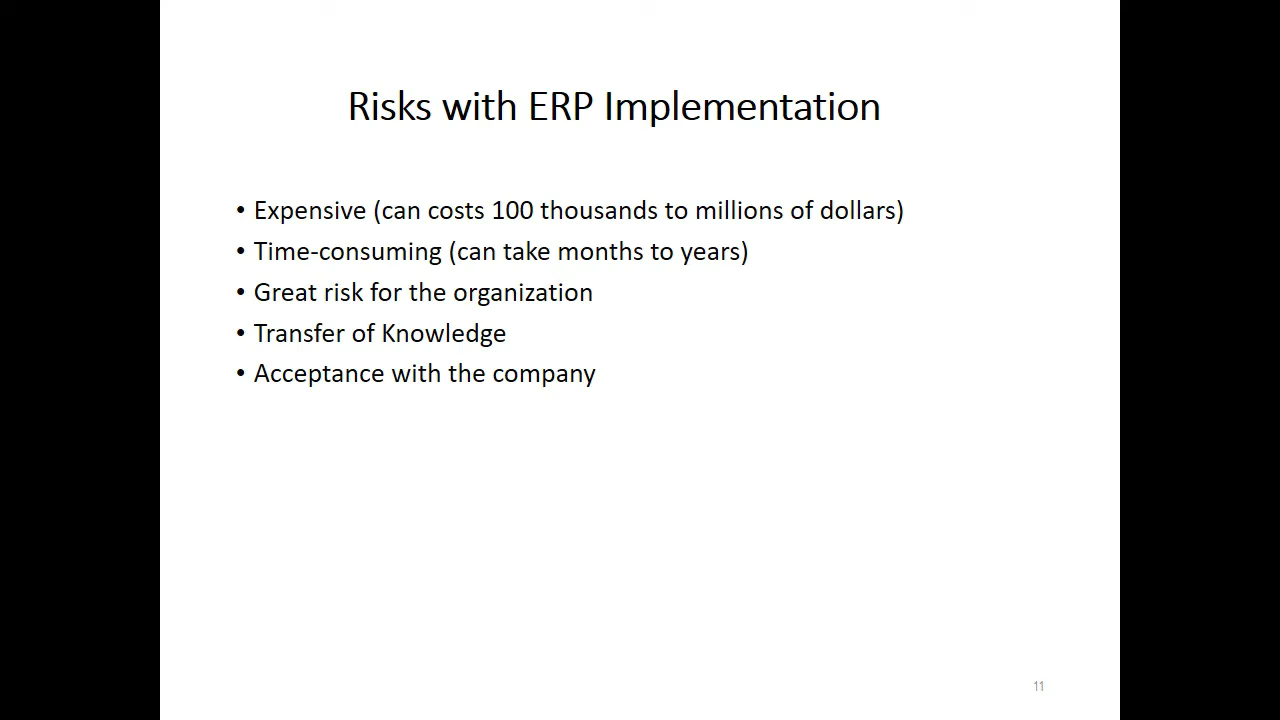 Risks with ERP Implementation
• Expensive (can costs 100 thousands to millions of dollars)
• Time-consuming (can take months to years)
• Great risk for the organization
• Transfer of Knowledge
• Acceptance with the company
11